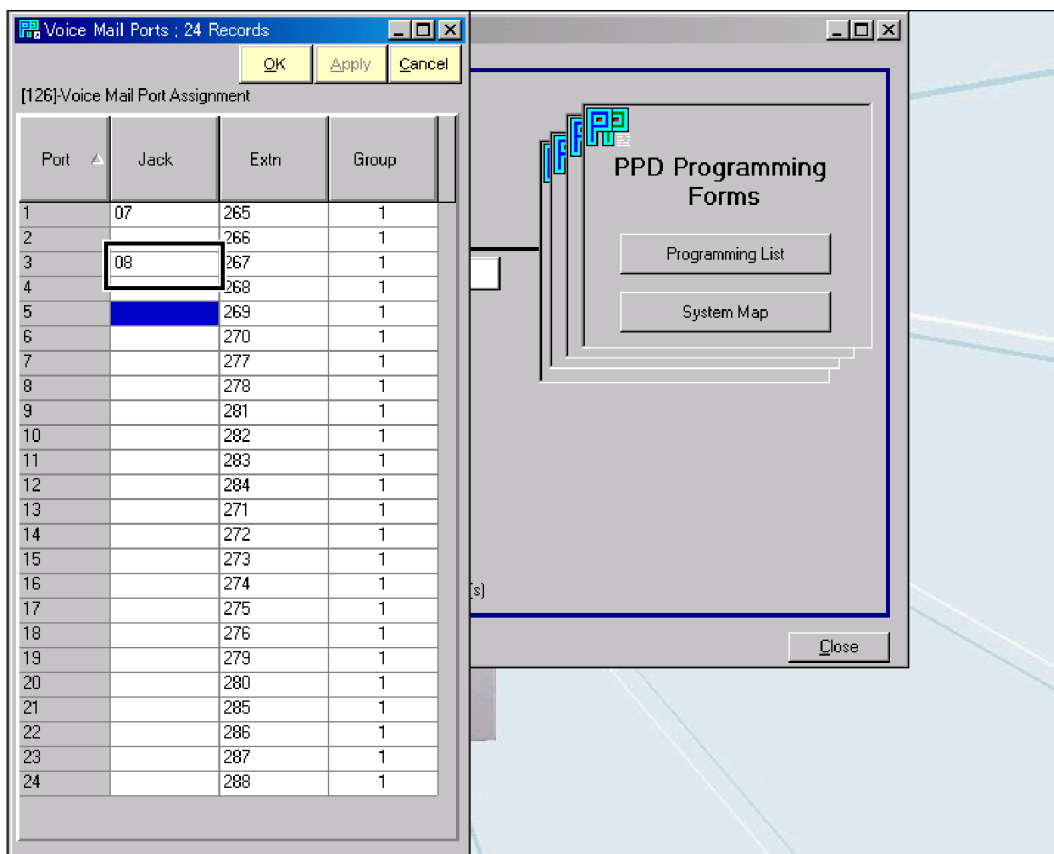 Voice Mail Ports ; 24 Records
OK Apply Cancel
[126]-Voice Mail Port Assignment
Port Jack Extn Group
1 07 265 1
2 266 1
3 08 267 1
4 268 1
5 269 1
6 270 1
7 277 1
8 278 1
9 281 1
10 282 1
11 283 1
12 284 1
13 271 1
14 272 1
15 273 1
16 274 1
17 275 1
18 276 1
19 279 1
20 280 1
21 285 1
22 286 1
23 287 1
24 288 1
PPD Programming
Forms
Programming List
System Map
(s)
Close